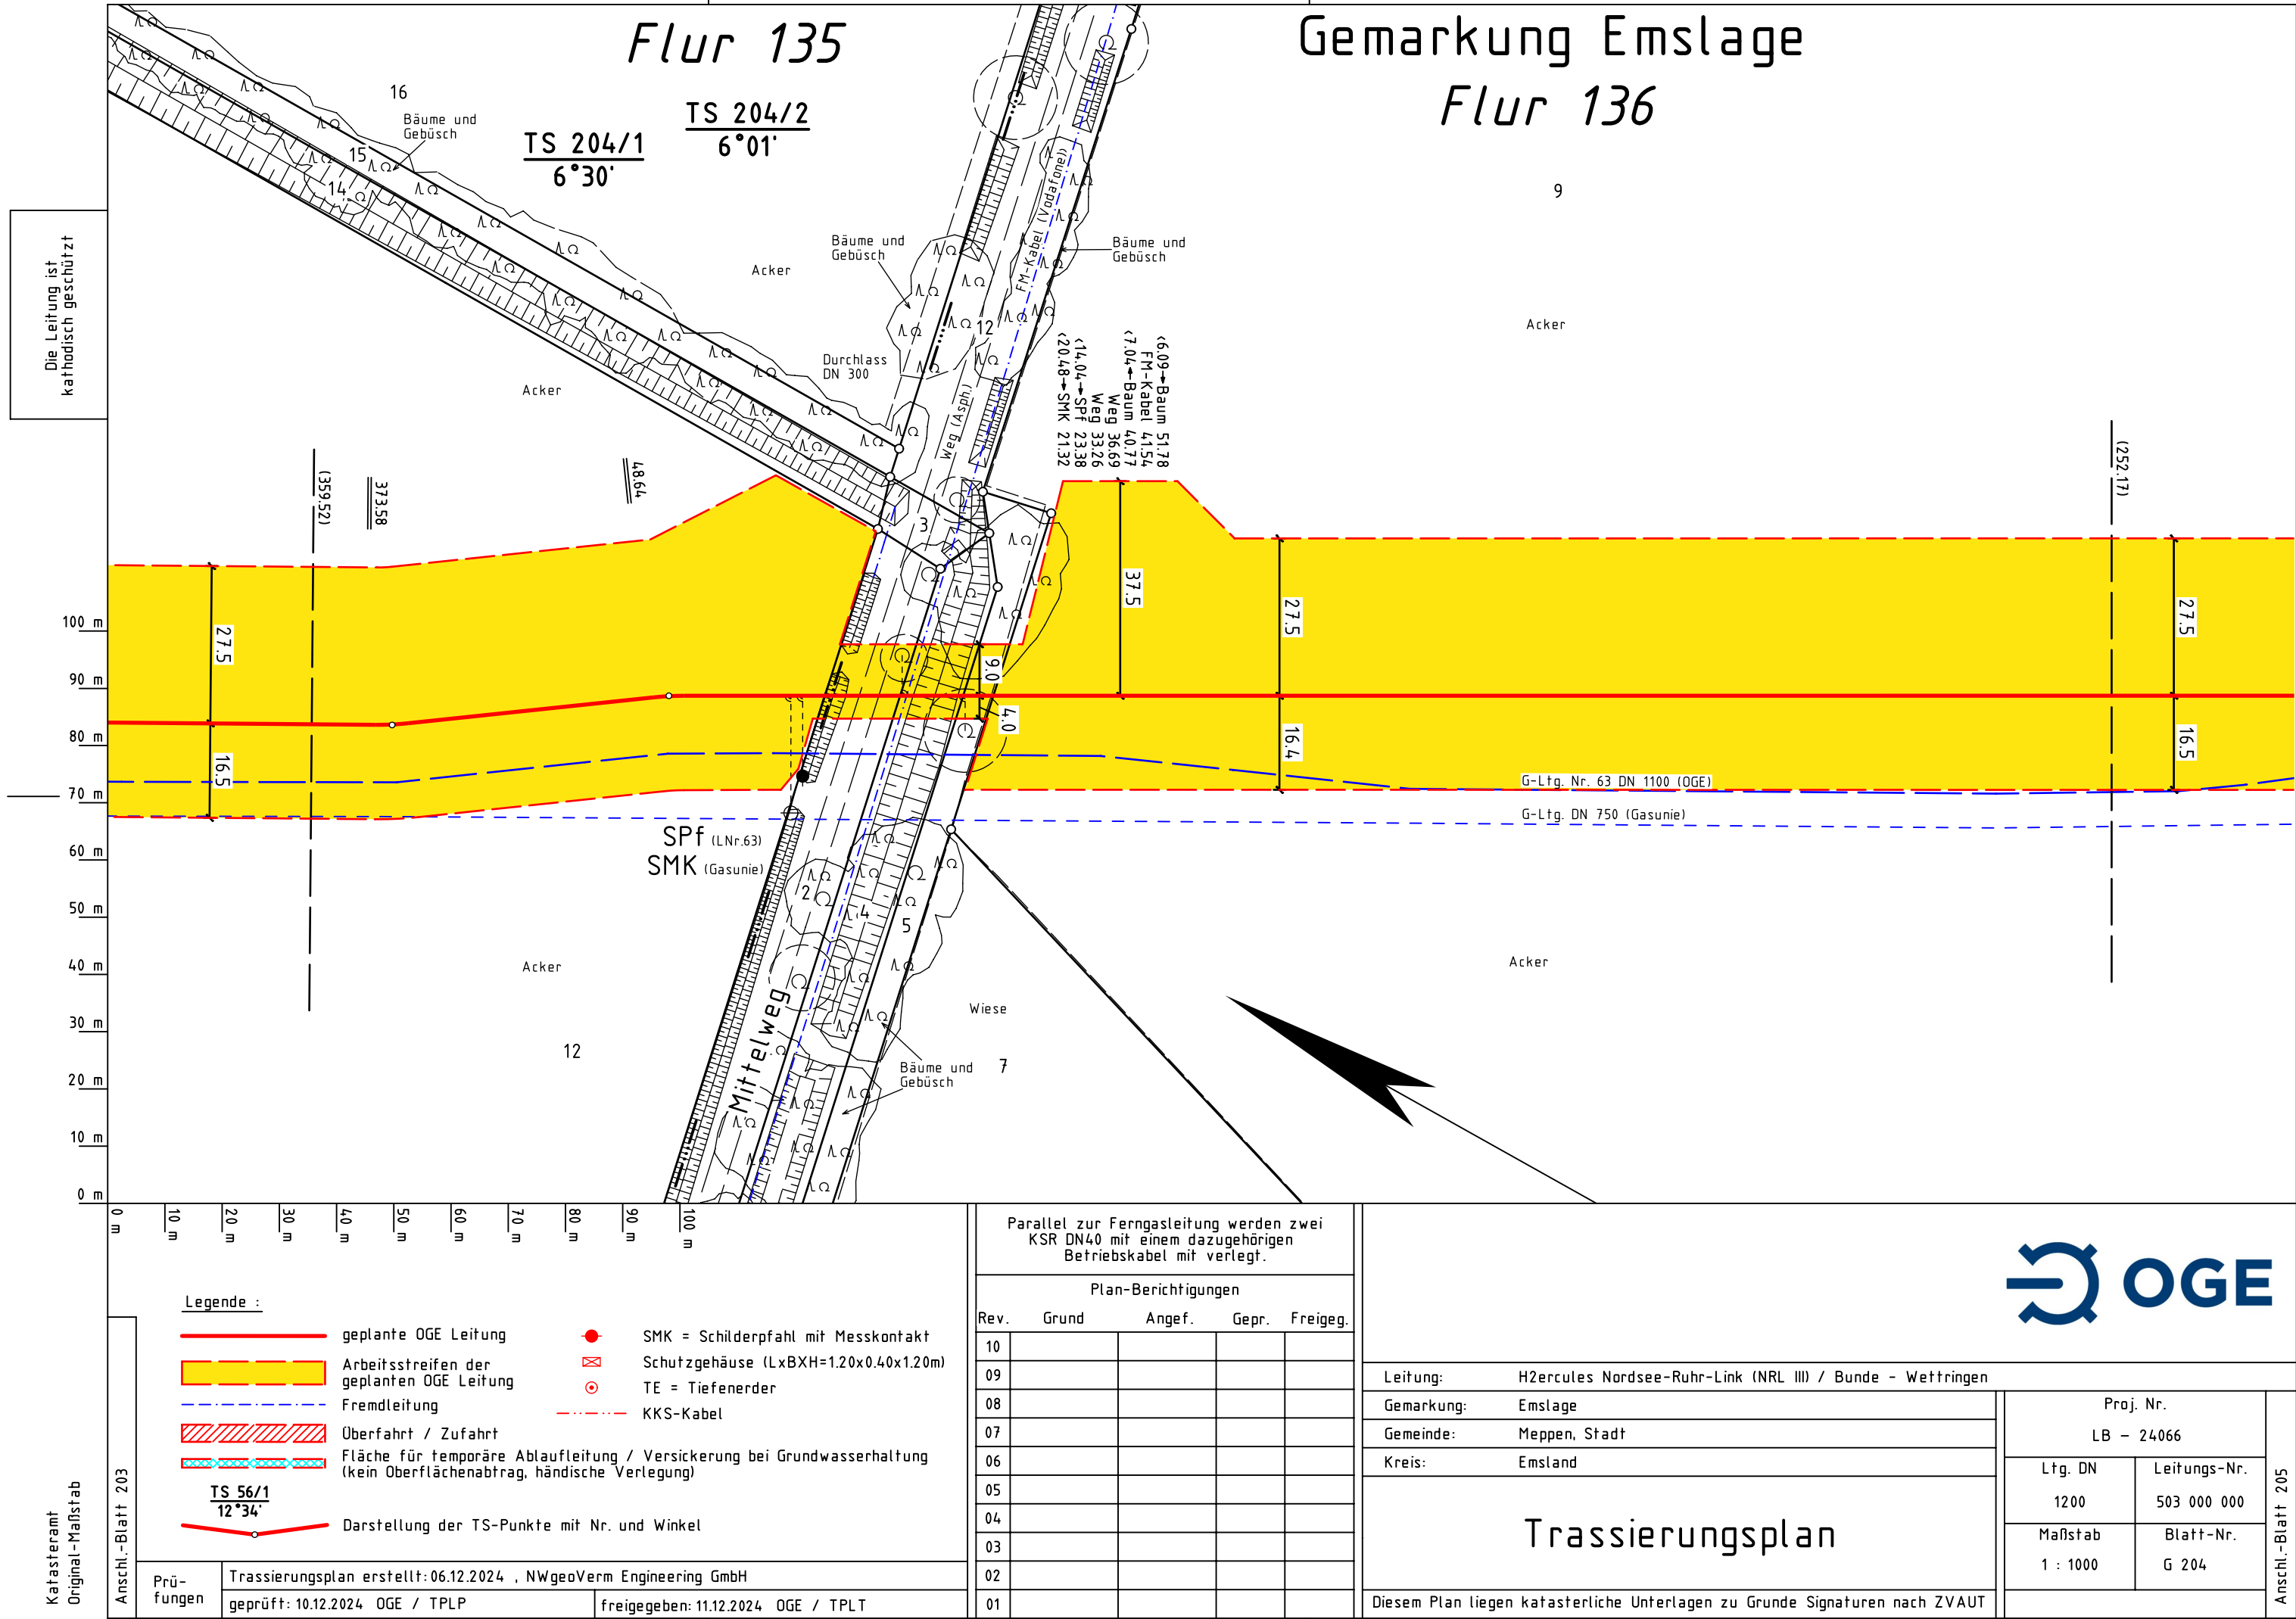 Flur 135
Gemarkung Emslage
Flur 136
TS 204/1
6°30'
TS 204/2
6°01'
16
15
14
Bäume und
Gebüsch
9
Die Leitung ist
kathodisch geschützt
Acker
Bäume und
Gebüsch
FM-Kabel (Vodafone)
Bäume und
Gebüsch
12
Acker
Acker
Durchlass
DN 300
Weg (Asph.)
<6.09→Baum 51.78
FM-Kabel 41.54
<7.04→Baum 40.77
Weg 36.69
Weg 33.26
<14.04→SPf 23.38
<20.48→SMK 21.32
(359.52)
373.58
48.64
(252.17)
3
37.5
27.5
27.5
27.5
9.0
4.0
16.5
16.4
16.5
G-Ltg. Nr. 63 DN 1100 (OGE)
G-Ltg. DN 750 (Gasunie)
SPf (LNr.63)
SMK (Gasunie)
2
4
5
Acker
Acker
Wiese
7
12
Mittelweg
Bäume und
Gebüsch
100 m
90 m
80 m
70 m
60 m
50 m
40 m
30 m
20 m
10 m
0 m
0 m
10 m
20 m
30 m
40 m
50 m
60 m
70 m
80 m
90 m
100 m
Legende :
geplante OGE Leitung
Arbeitsstreifen der
geplanten OGE Leitung
Fremdleitung
Überfahrt / Zufahrt
Fläche für temporäre Ablaufleitung / Versickerung bei Grundwasserhaltung
(kein Oberflächenabtrag, händische Verlegung)
TS 56/1
12°34'
Darstellung der TS-Punkte mit Nr. und Winkel
SMK = Schilderpfahl mit Messkontakt
Schutzgehäuse (LxBXH=1.20x0.40x1.20m)
TE = Tiefenerder
KKS-Kabel
Katasteramt
Original-Maßstab
Anschl.-Blatt 203
Prü-
fungen
Trassierungsplan erstellt: 06.12.2024 , NWgeoVerm Engineering GmbH
geprüft: 10.12.2024 OGE / TPLP
freigegeben: 11.12.2024 OGE / TPLT
Parallel zur Ferngasleitung werden zwei
KSR DN40 mit einem dazugehörigen
Betriebskabel mit verlegt.
Plan-Berichtigungen
Rev. Grund Angef. Gepr. Freigeg.
10
09
08
07
06
05
04
03
02
01
OGE
Leitung: H2ercules Nordsee-Ruhr-Link (NRL III) / Bunde - Wettringen
Gemarkung: Emslage
Gemeinde: Meppen, Stadt
Kreis: Emsland
Trassierungsplan
Diesem Plan liegen katasterliche Unterlagen zu Grunde Signaturen nach ZVAUT
Proj. Nr.
LB - 24066
Ltg. DN Leitungs-Nr.
1200 503 000 000
Maßstab Blatt-Nr.
1 : 1000 G 204
Anschl.-Blatt 205